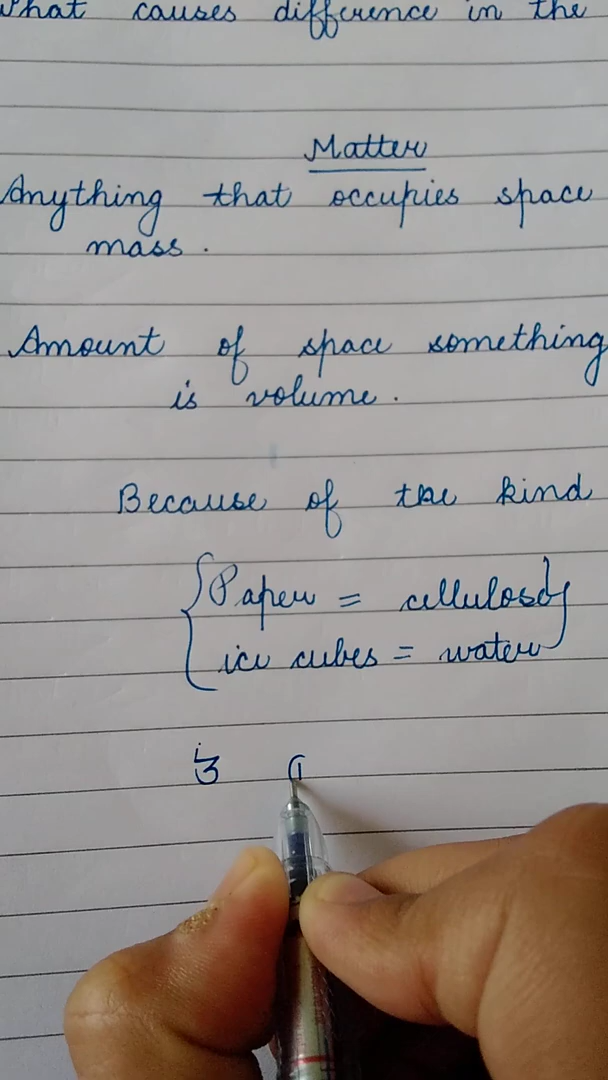 what causes difference in the
Matter
Anything that occupies space
mass.
Amount of space something
is volume.
Because of the kind
Paper = cellulose
ice cubes = water